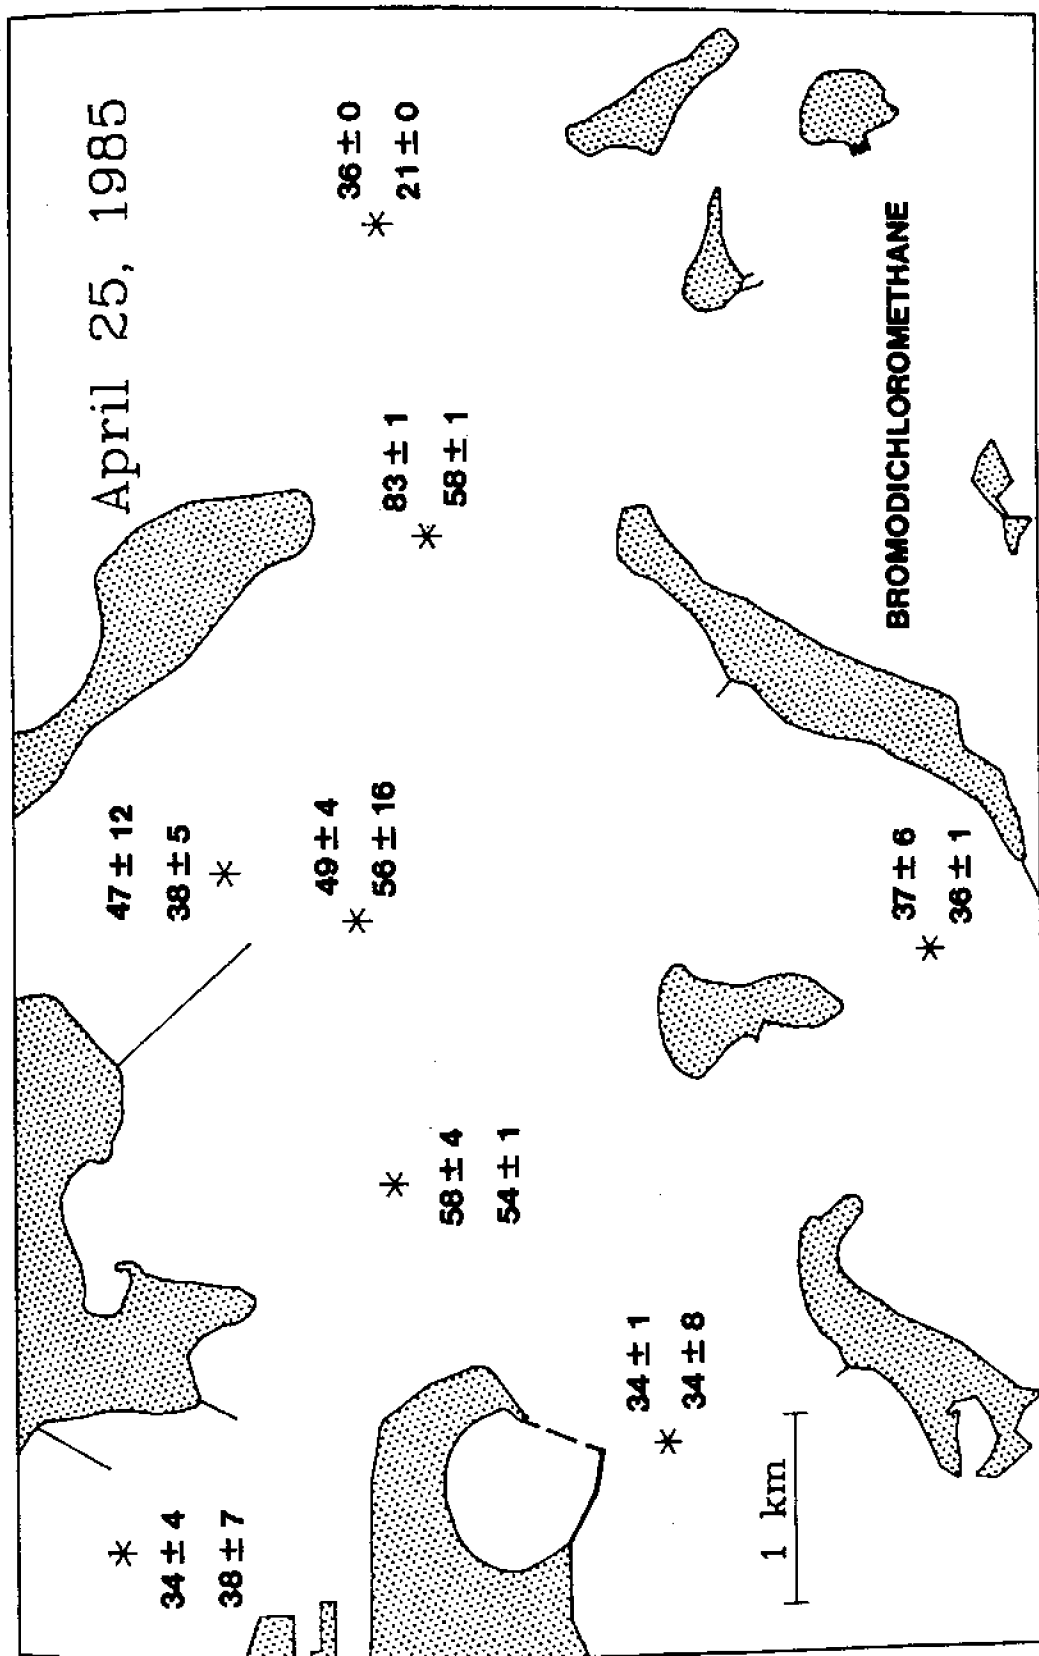 April 25, 1985
47 ± 12
38 ± 5
34 ± 4
38 ± 7
49 ± 4
56 ± 16
36 ± 0
21 ± 0
83 ± 1
58 ± 1
58 ± 4
54 ± 1
34 ± 1
34 ± 8
1 km
37 ± 6
36 ± 1
BROMODICHLOROMETHANE